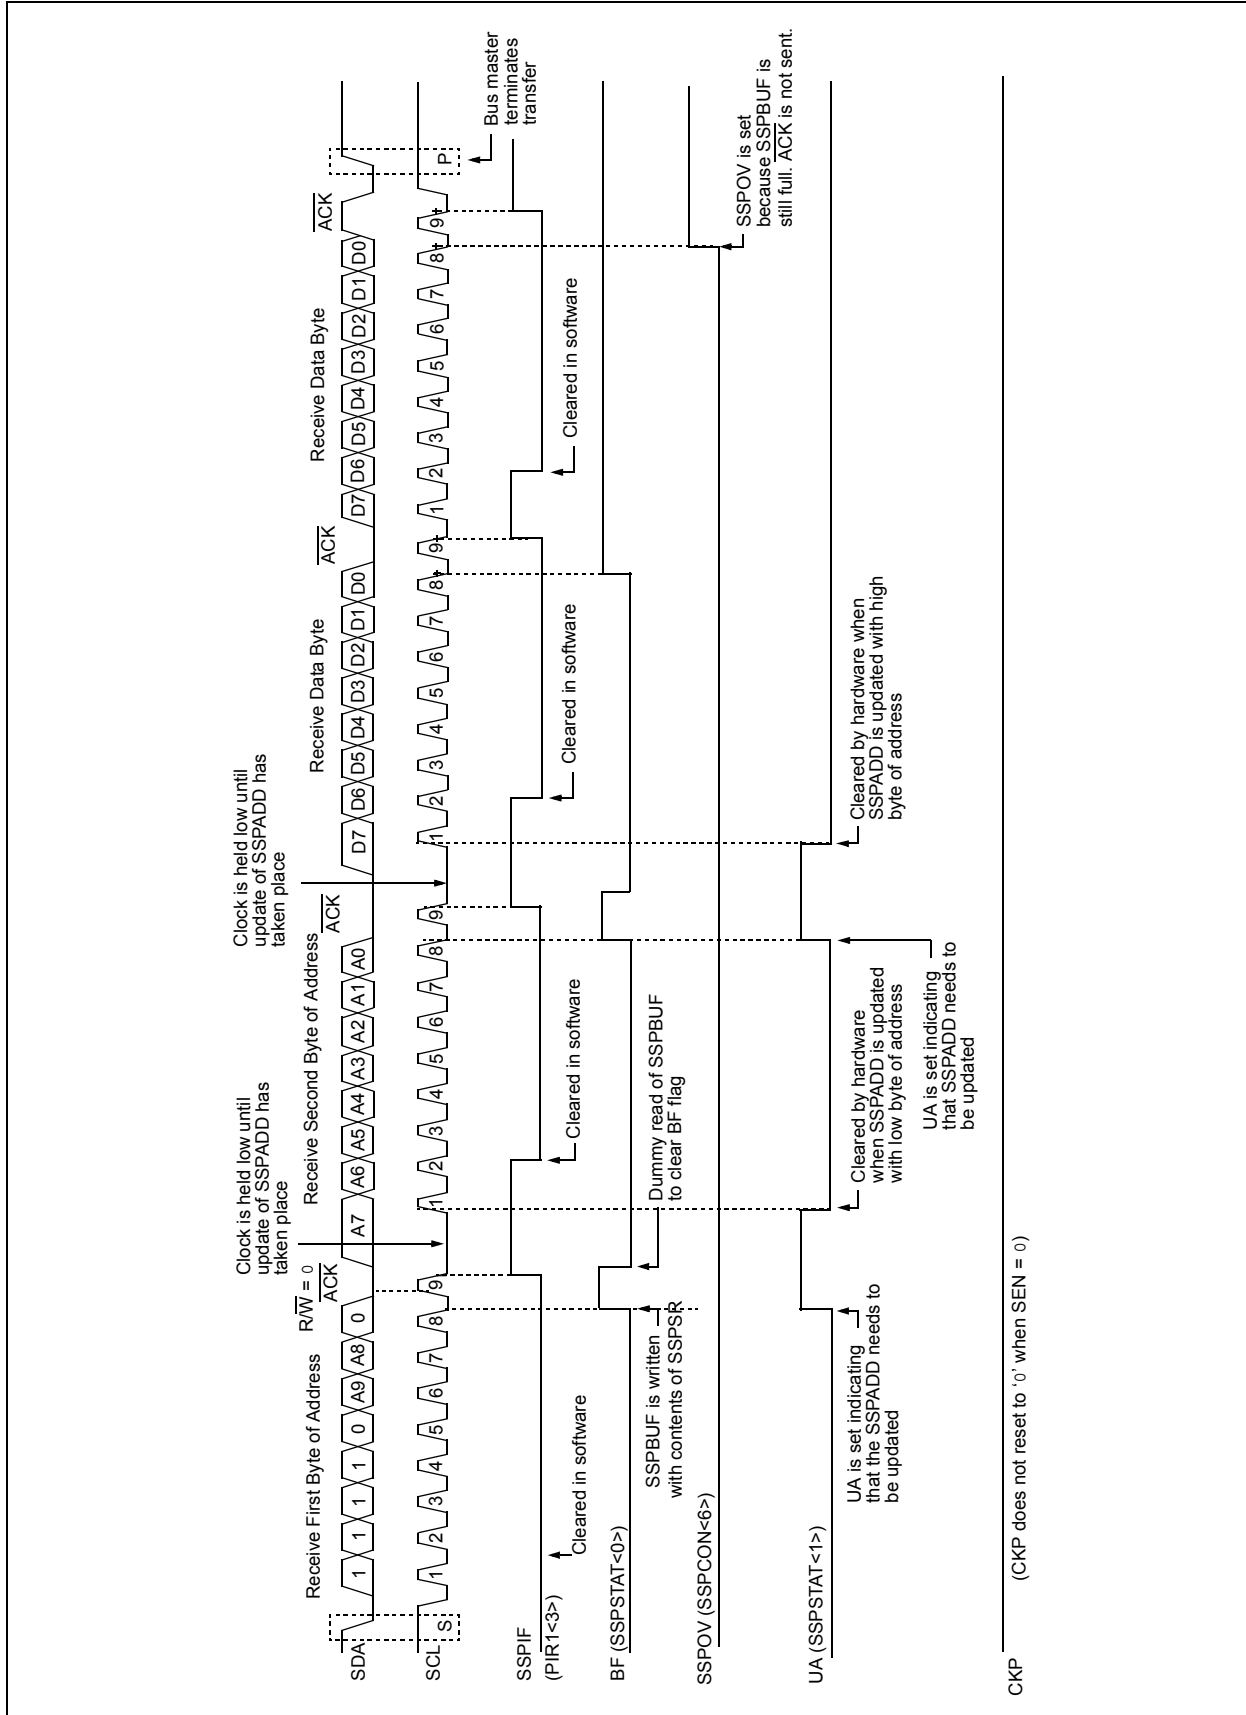 SDA
SCL
S
Receive First Byte of Address
1 1 1 1 0 A9 A8 0
R/W = 0
ACK
1 2 3 4 5 6 7 8 9
Clock is held low until
update of SSPADD has
taken place
Receive Second Byte of Address
A7 A6 A5 A4 A3 A2 A1 A0
ACK
1 2 3 4 5 6 7 8 9
Clock is held low until
update of SSPADD has
taken place
Receive Data Byte
D7 D6 D5 D4 D3 D2 D1 D0
ACK
1 2 3 4 5 6 7 8 9
Receive Data Byte
D7 D6 D5 D4 D3 D2 D1 D0
ACK
1 2 3 4 5 6 7 8 9
P
Bus master
terminates
transfer
SSPIF
(PIR1<3>)
Cleared in software
Cleared in software
Cleared in software
Cleared in software
BF (SSPSTAT<0>)
SSPBUF is written
with contents of SSPSR
Dummy read of SSPBUF
to clear BF flag
SSPOV (SSPCON<6>)
SSPOV is set
because SSPBUF is
still full. ACK is not sent.
UA (SSPSTAT<1>)
UA is set indicating
that the SSPADD needs to
be updated
Cleared by hardware
when SSPADD is updated
with low byte of address
UA is set indicating
that SSPADD needs to
be updated
Cleared by hardware when
SSPADD is updated with high
byte of address
CKP
(CKP does not reset to ‘0’ when SEN = 0)